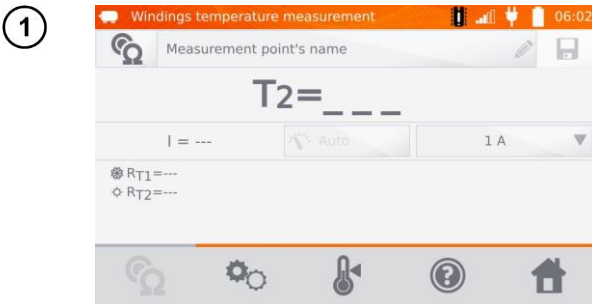 1
Windings temperature measurement 06:02
Measurement point's name
T2=_ _ _
I = --- Auto 1 A
RT1=---
RT2=---
?